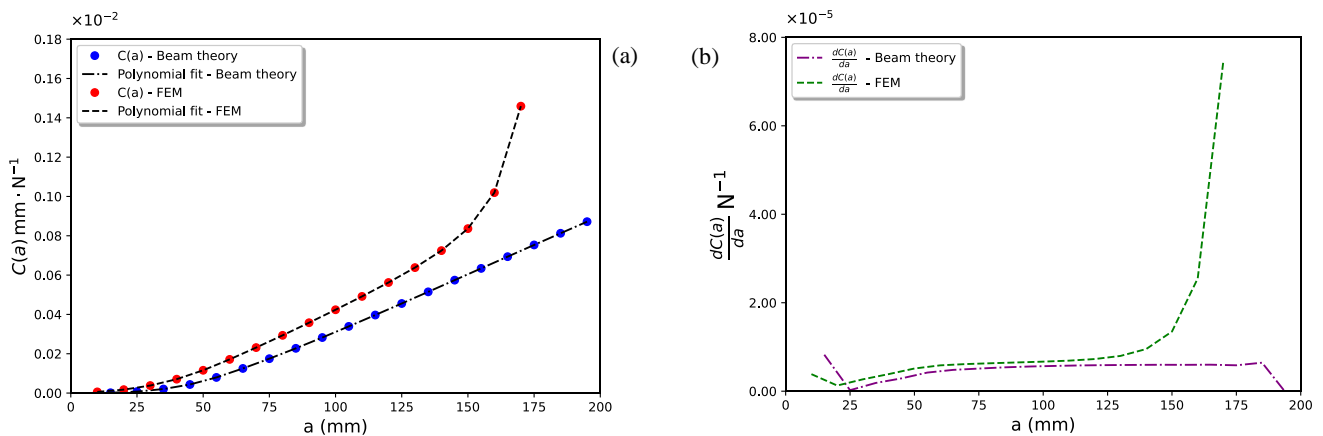 ×10⁻²
0.18
0.16
0.14
0.12
0.10
0.08
0.06
0.04
0.02
0.00
C(a) mm · N⁻¹
C(a) - Beam theory
Polynomial fit - Beam theory
C(a) - FEM
Polynomial fit - FEM
0 25 50 75 100 125 150 175 200
a (mm)
(a)
(b)
×10⁻⁵
8.00
6.00
4.00
2.00
0.00
dC(a)/da N⁻¹
dC(a)/da - Beam theory
dC(a)/da - FEM
0 25 50 75 100 125 150 175 200
a (mm)